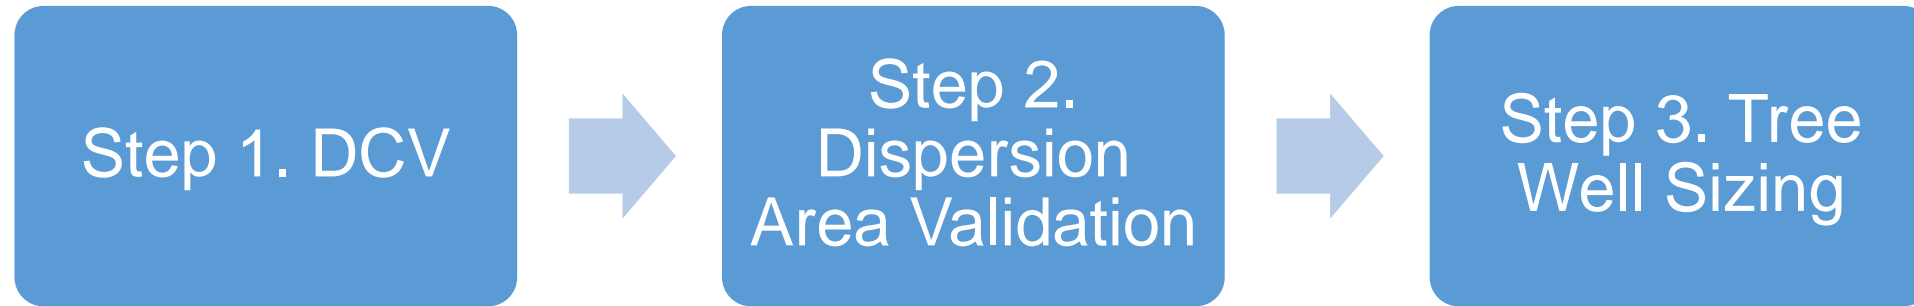 Step 1. DCV
Step 2.
Dispersion
Area Validation
Step 3. Tree
Well Sizing